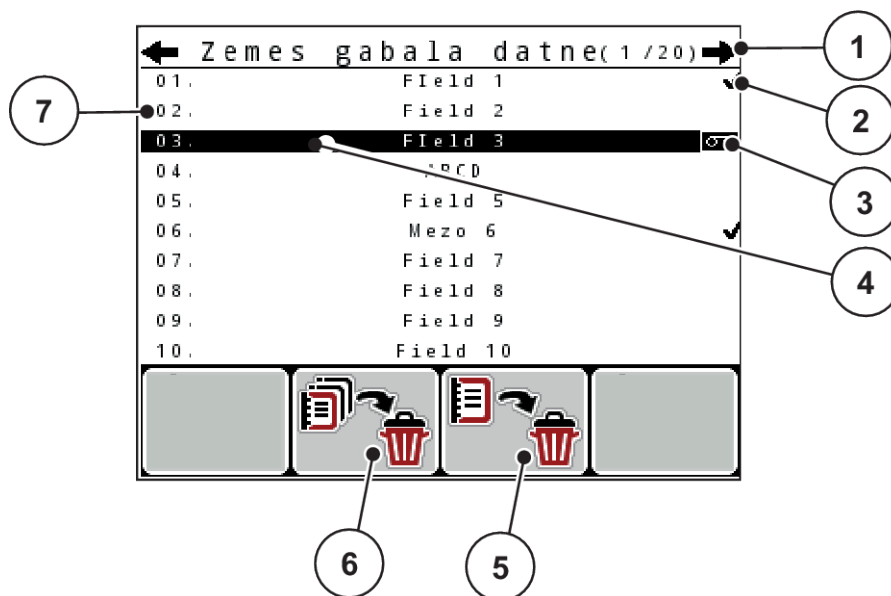 Zemes gabala datne(1/20)
01. FIeld 1
02. Field 2
03. FIeld 3
04. ABCD
05. Field 5
06. Mezo 6
07. Field 7
08. Field 8
09. Field 9
10. Field 10
1
2
3
4
5
6
7